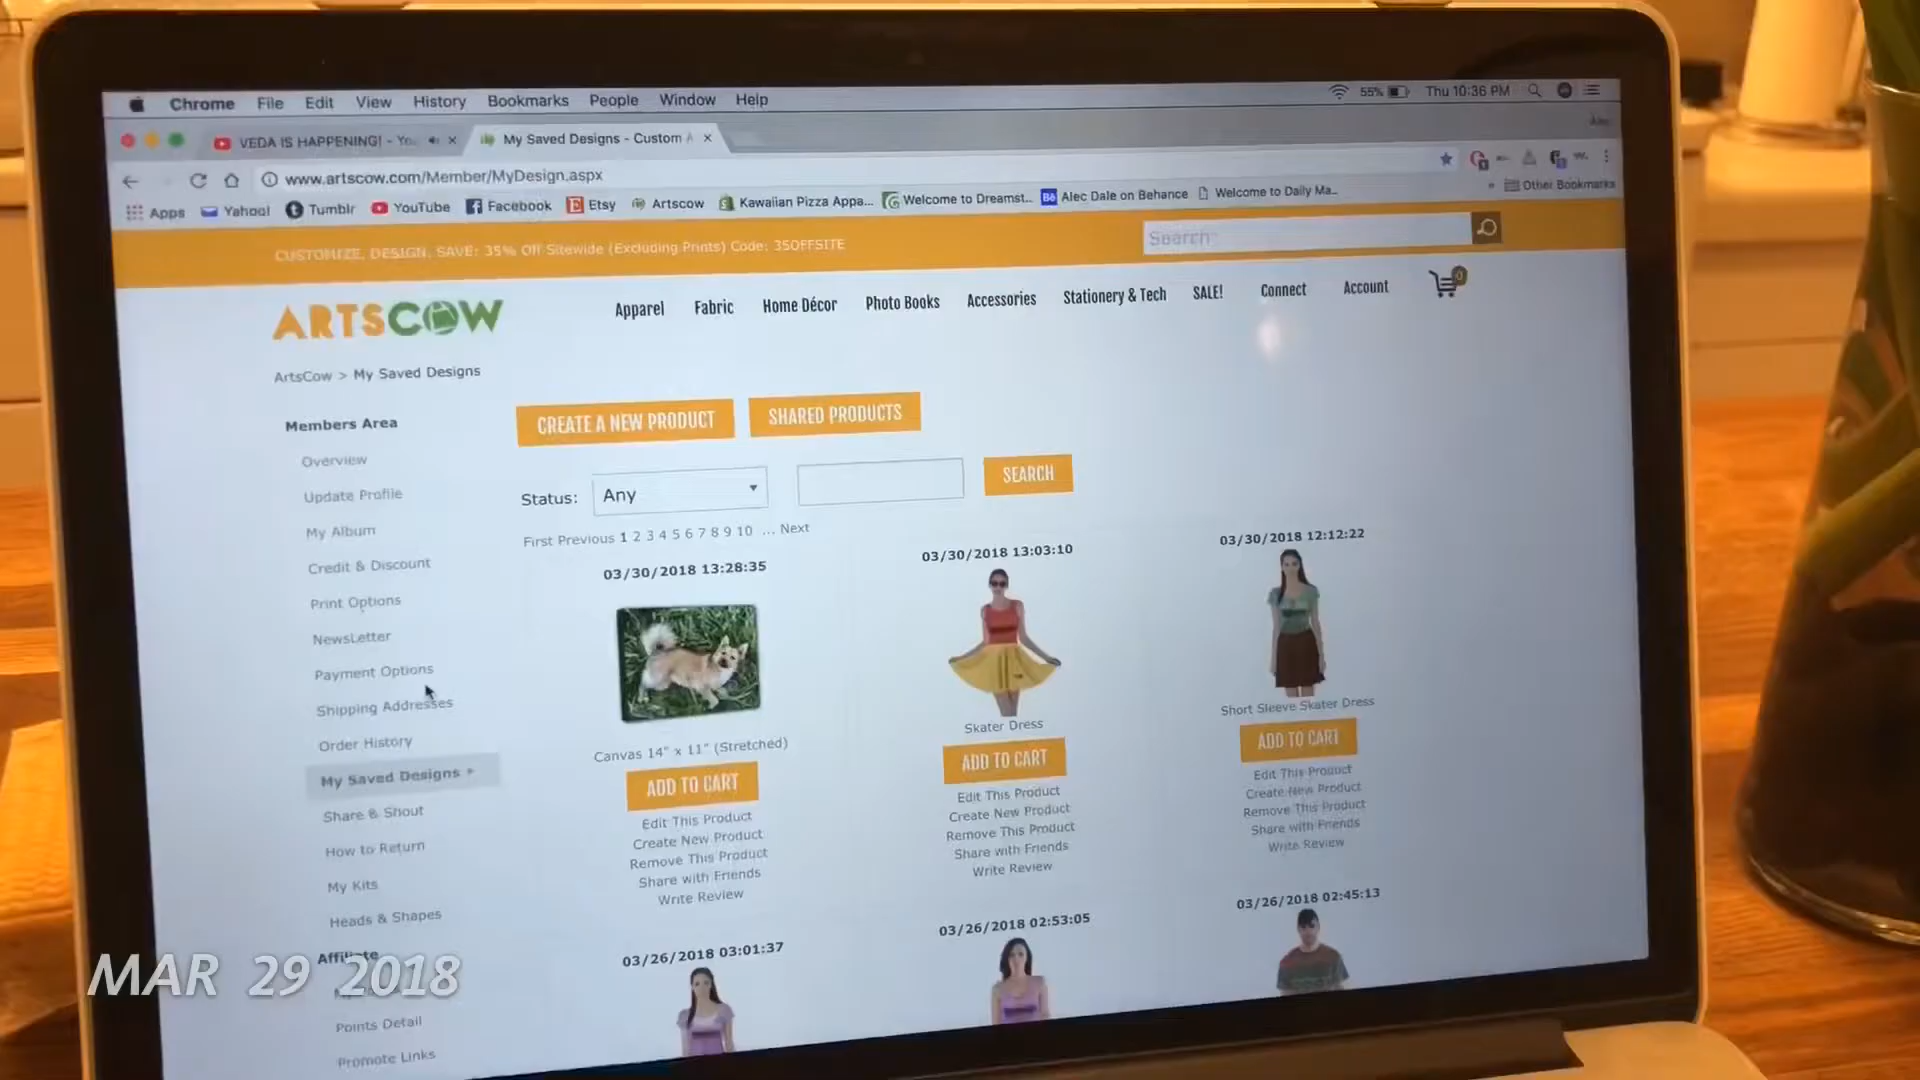 Chrome File Edit View History Bookmarks People Window Help 55% Thu 10:36 PM
Alec
VEDA IS HAPPENING! - You My Saved Designs - Custom A
www.artscow.com/Member/MyDesign.aspx
Apps Yahoo! Tumblr YouTube Facebook Etsy Artscow Kawaiian Pizza Appa... Welcome to Dreamst... Alec Dale on Behance Welcome to Daily Ma... » Other Bookmarks
CUSTOMIZE, DESIGN, SAVE: 35% Off Sitewide (Excluding Prints) Code: 35OFFSITE Search
ARTSCOW Apparel Fabric Home Décor Photo Books Accessories Stationery & Tech SALE! Connect Account 0
ArtsCow > My Saved Designs
Members Area
Overview
Update Profile
My Album
Credit & Discount
Print Options
NewsLetter
Payment Options
Shipping Addresses
Order History
My Saved Designs
Share & Shout
How to Return
My Kits
Heads & Shapes
Affiliate
Points Detail
Promote Links
CREATE A NEW PRODUCT SHARED PRODUCTS
Status: Any SEARCH
First Previous 1 2 3 4 5 6 7 8 9 10 ... Next
03/30/2018 13:28:35
Canvas 14" x 11" (Stretched)
ADD TO CART
Edit This Product
Create New Product
Remove This Product
Share with Friends
Write Review
03/30/2018 13:03:10
Skater Dress
ADD TO CART
Edit This Product
Create New Product
Remove This Product
Share with Friends
Write Review
03/30/2018 12:12:22
Short Sleeve Skater Dress
ADD TO CART
Edit This Product
Create New Product
Remove This Product
Share with Friends
Write Review
03/26/2018 03:01:37
03/26/2018 02:53:05
03/26/2018 02:45:13
MAR 29 2018